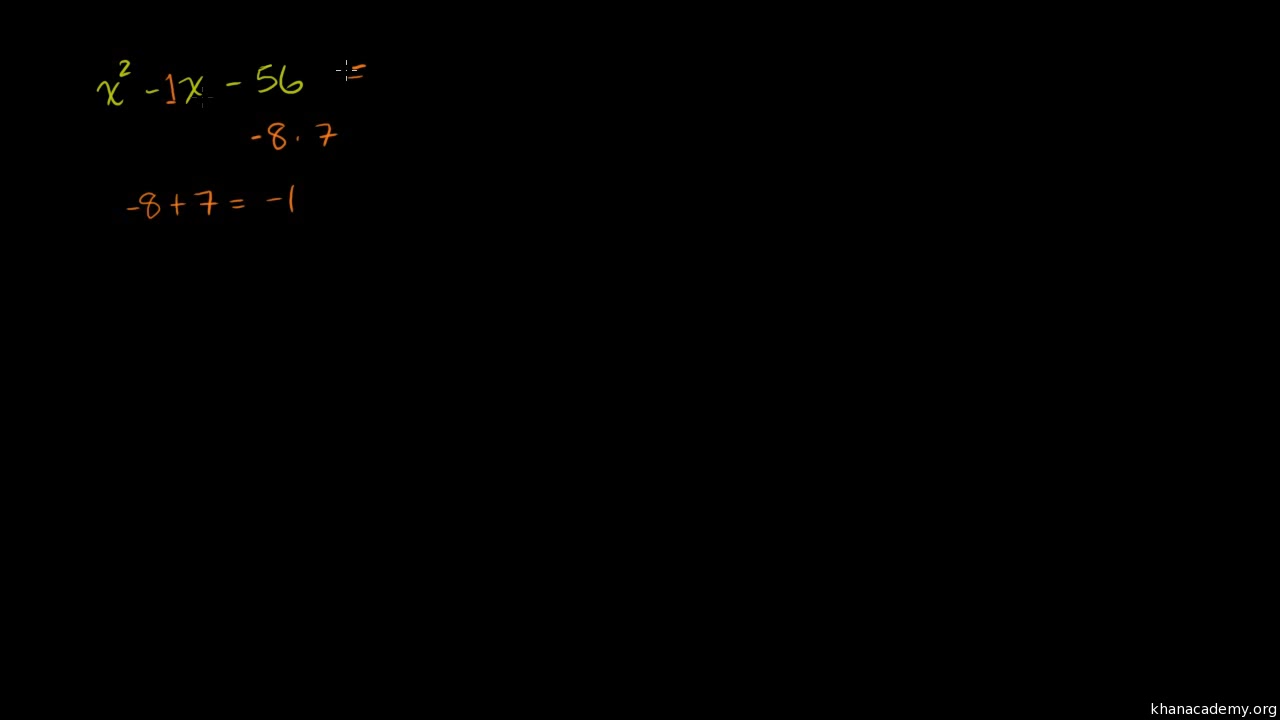 x² - 1x - 56 =
-8 · 7
-8 + 7 = -1
khanacademy.org